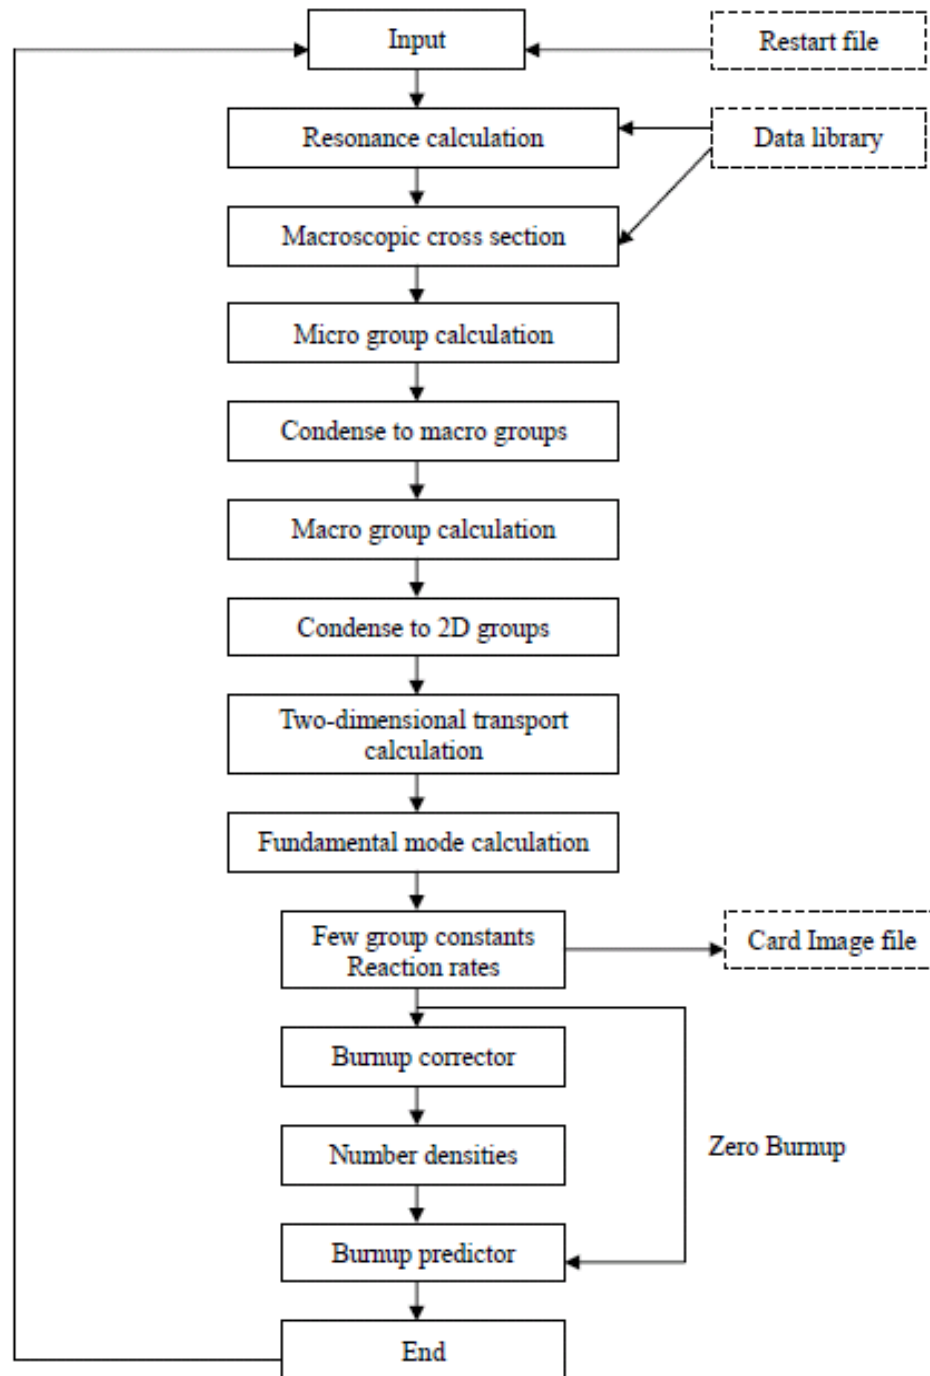 Input
Restart file
Resonance calculation
Data library
Macroscopic cross section
Micro group calculation
Condense to macro groups
Macro group calculation
Condense to 2D groups
Two-dimensional transport
calculation
Fundamental mode calculation
Few group constants
Reaction rates
Card Image file
Burnup corrector
Number densities
Zero Burnup
Burnup predictor
End